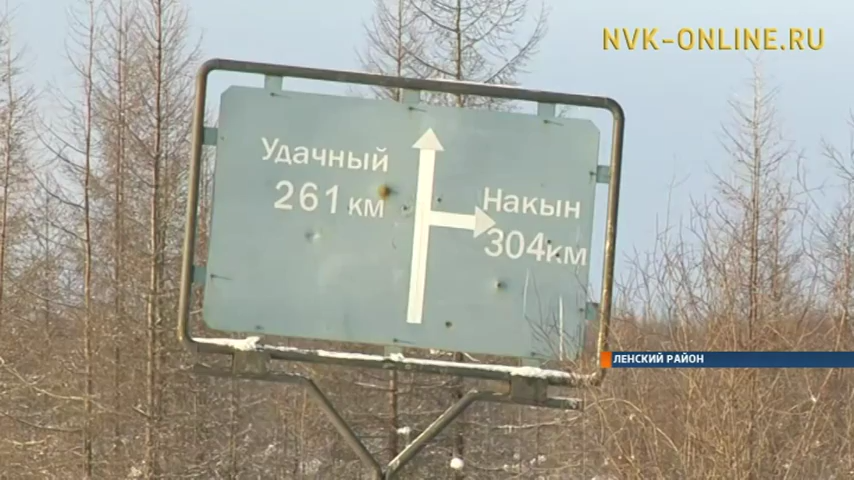 NVK-ONLINE.RU
Удачный
261 км
Накын
304км
ЛЕНСКИЙ РАЙОН